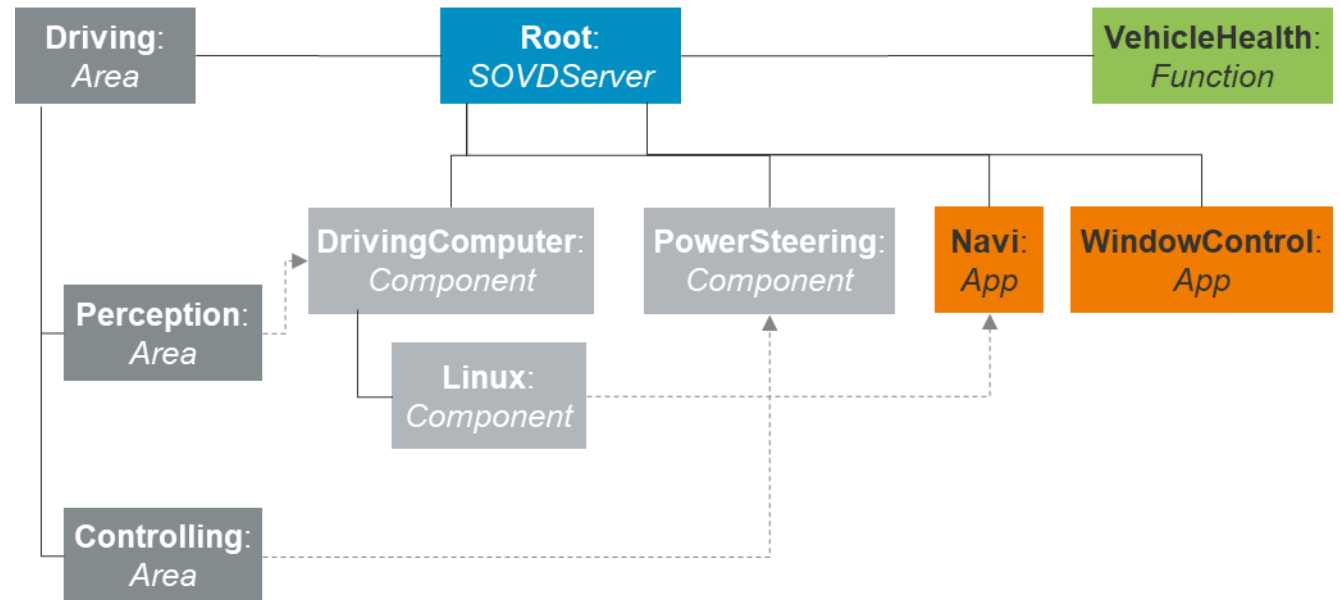 Driving:
Area
Root:
SOVDServer
VehicleHealth:
Function
DrivingComputer:
Component
PowerSteering:
Component
Navi:
App
WindowControl:
App
Perception:
Area
Linux:
Component
Controlling:
Area